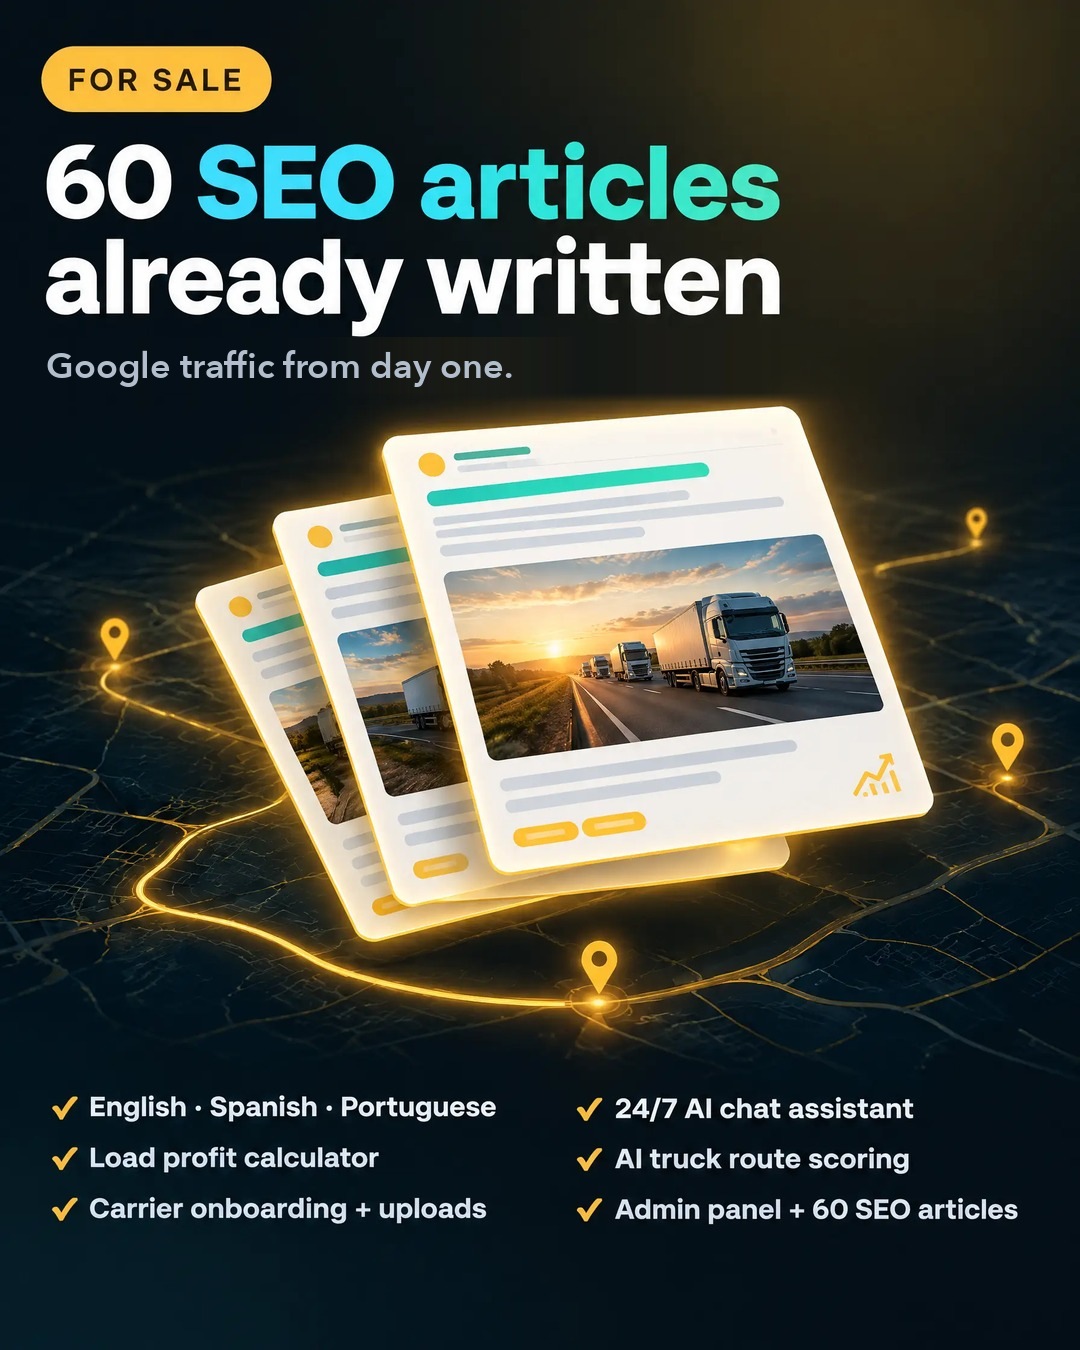 FOR SALE
60 SEO articles
already written
Google traffic from day one.
English · Spanish · Portuguese
Load profit calculator
Carrier onboarding + uploads
24/7 AI chat assistant
AI truck route scoring
Admin panel + 60 SEO articles